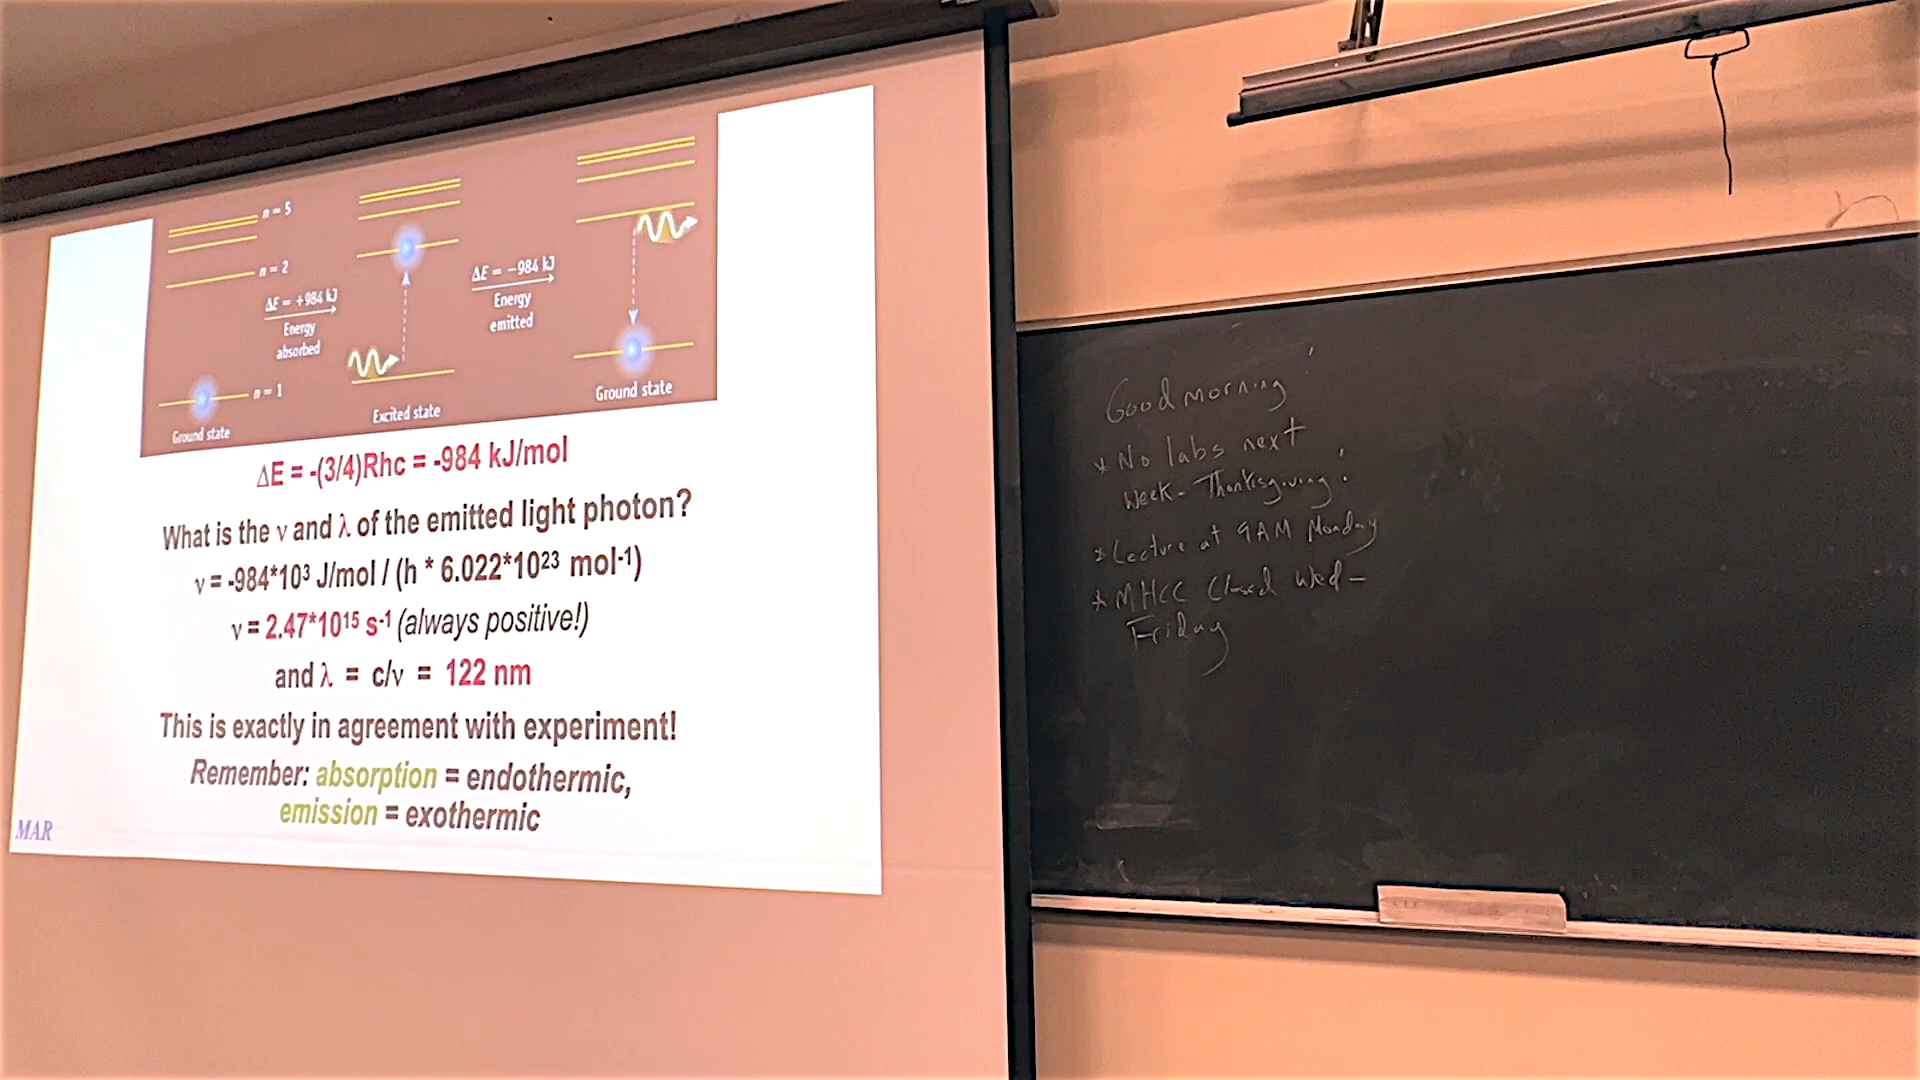 n = 5
n = 2
ΔE = +984 kJ
Energy
absorbed
n = 1
Ground state
Excited state
ΔE = −984 kJ
Energy
emitted
Ground state
ΔE = -(3/4)Rhc = -984 kJ/mol
What is the ν and λ of the emitted light photon?
ν = -984*10³ J/mol / (h * 6.022*10²³ mol⁻¹)
ν = 2.47*10¹⁵ s⁻¹ (always positive!)
and λ = c/ν = 122 nm
This is exactly in agreement with experiment!
Remember: absorption = endothermic,
emission = exothermic
MAR
Good morning!
* No labs next
week - Thanksgiving!
* Lecture at 9AM Monday
* MHCC Closed Wed -
Friday